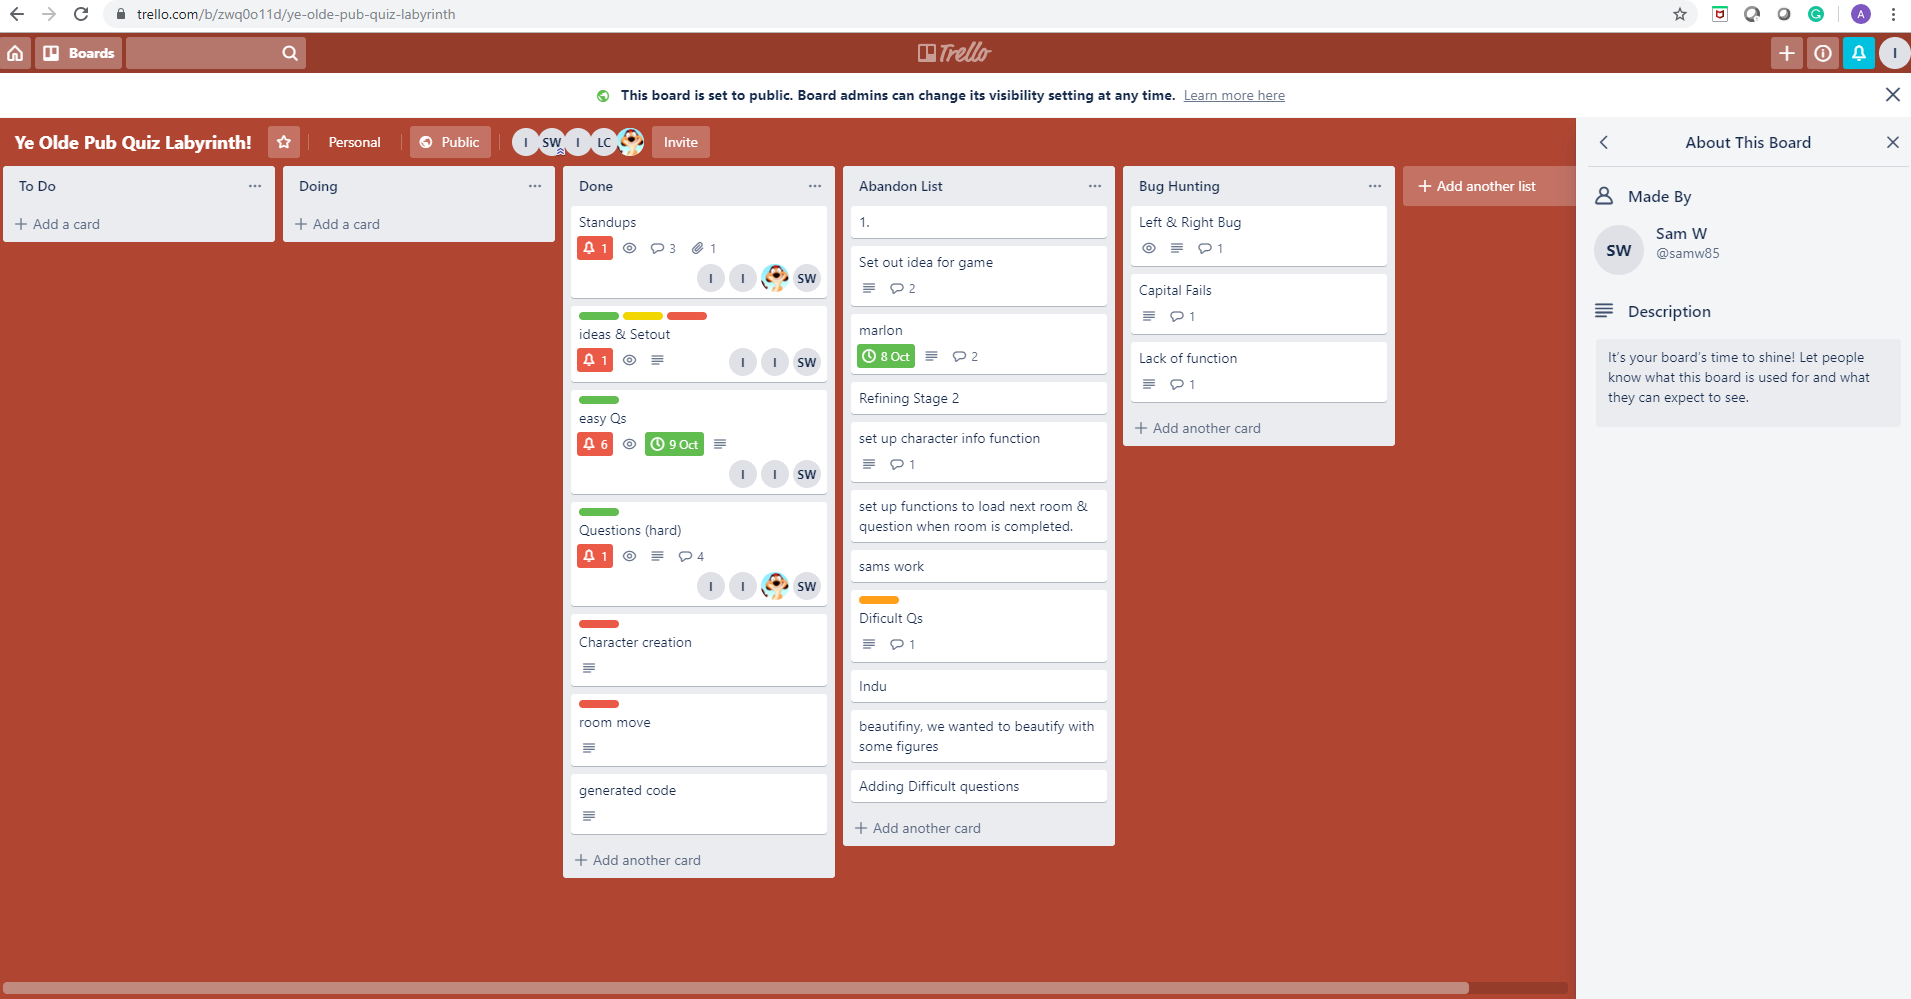 trello.com/b/zwq0o11d/ye-olde-pub-quiz-labyrinth
A
Boards
Trello
I
This board is set to public. Board admins can change its visibility setting at any time. Learn more here
Ye Olde Pub Quiz Labyrinth!
Personal
Public
I SW I LC
Invite
To Do
Add a card
Doing
Add a card
Done
Standups
1 3 1
I I SW
ideas & Setout
1
I I SW
easy Qs
6 9 Oct
I I SW
Questions (hard)
1 4
I I SW
Character creation
room move
generated code
Add another card
Abandon List
1.
Set out idea for game
2
marlon
8 Oct 2
Refining Stage 2
set up character info function
1
set up functions to load next room &
question when room is completed.
sams work
Dificult Qs
1
Indu
beautifiny, we wanted to beautify with
some figures
Adding Difficult questions
Add another card
Bug Hunting
Left & Right Bug
1
Capital Fails
1
Lack of function
1
Add another card
Add another list
About This Board
Made By
SW
Sam W
@samw85
Description
It's your board's time to shine! Let people
know what this board is used for and what
they can expect to see.